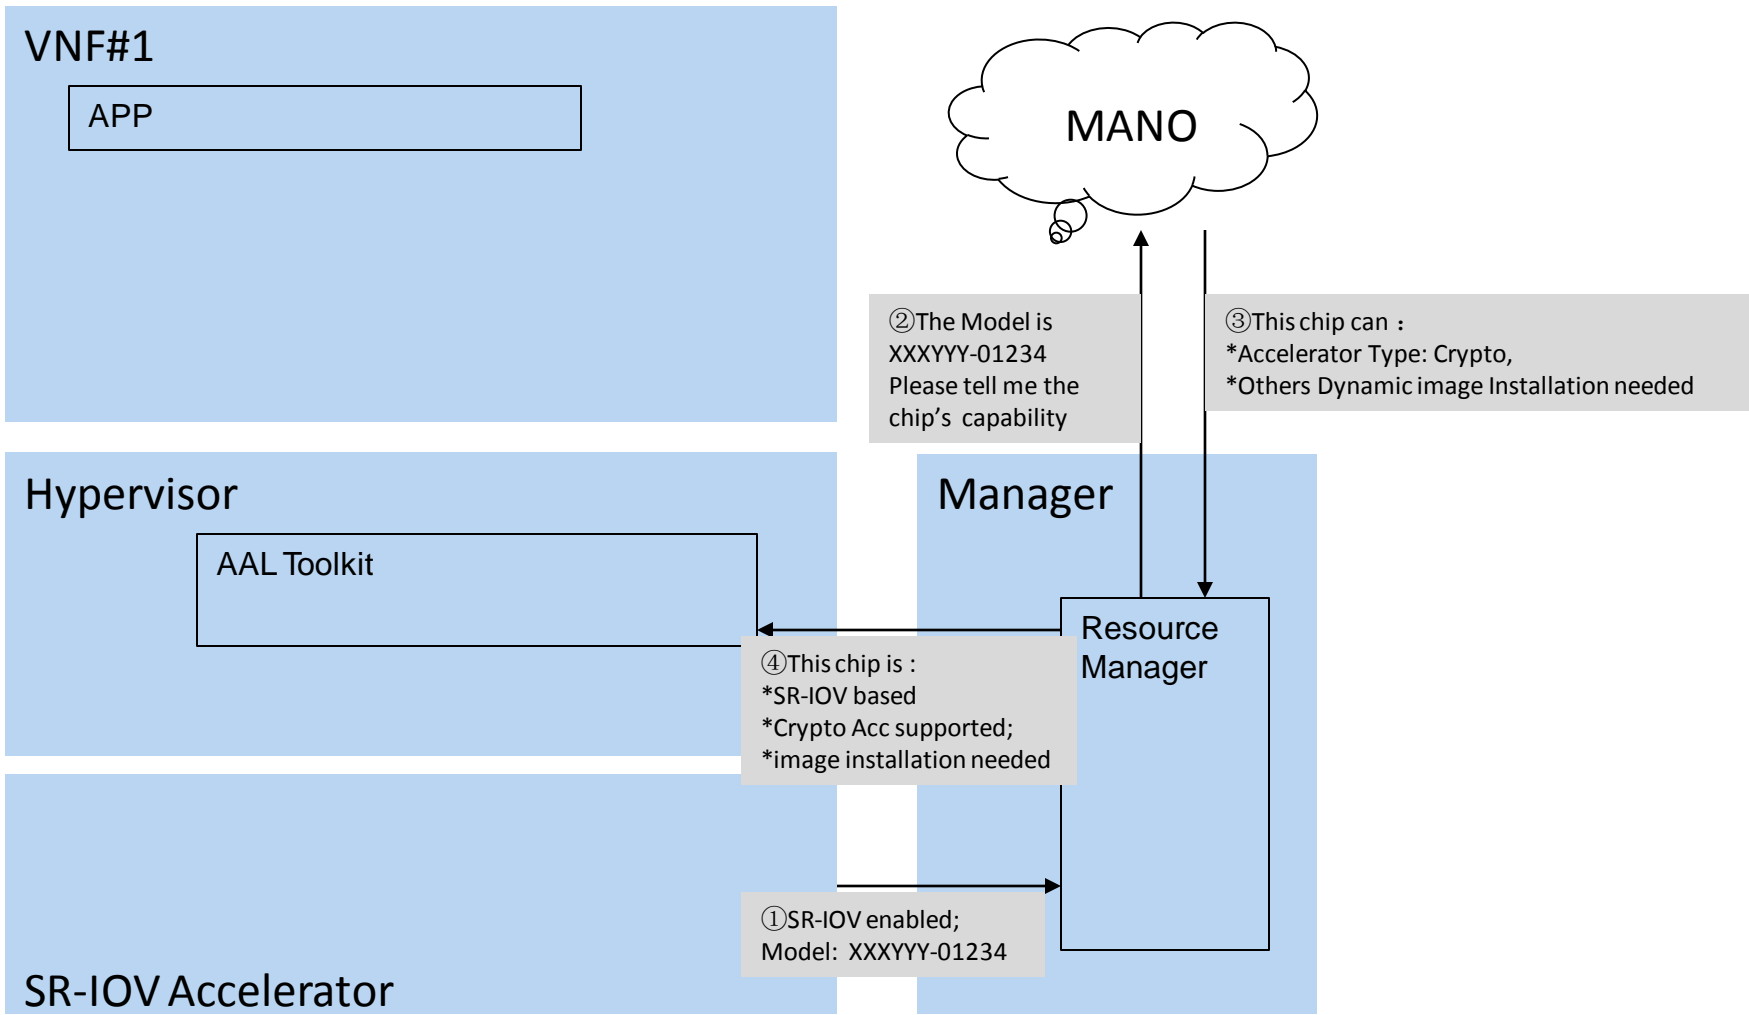 VNF#1
APP
MANO
②The Model is
XXXYYY-01234
Please tell me the
chip’s capability
③This chip can：
*Accelerator Type: Crypto,
*Others Dynamic image Installation needed
Hypervisor
AAL Toolkit
Manager
Resource
Manager
④This chip is :
*SR-IOV based
*Crypto Acc supported;
*image installation needed
①SR-IOV enabled;
Model: XXXYYY-01234
SR-IOV Accelerator